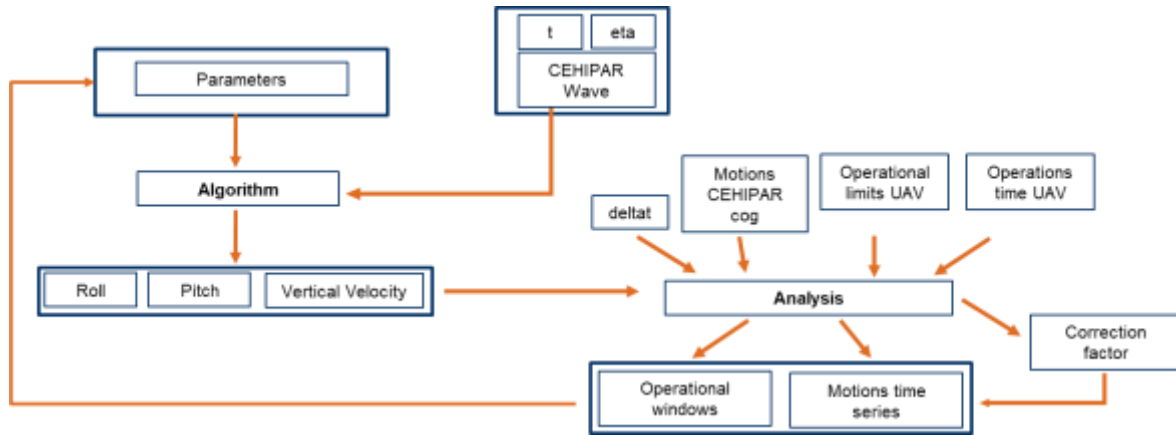 t
eta
CEHIPAR
Wave
Parameters
Algorithm
Motions
CEHIPAR
cog
Operational
limits UAV
Operations
time UAV
deltat
Roll
Pitch
Vertical Velocity
Analysis
Correction
factor
Operational
windows
Motions time
series